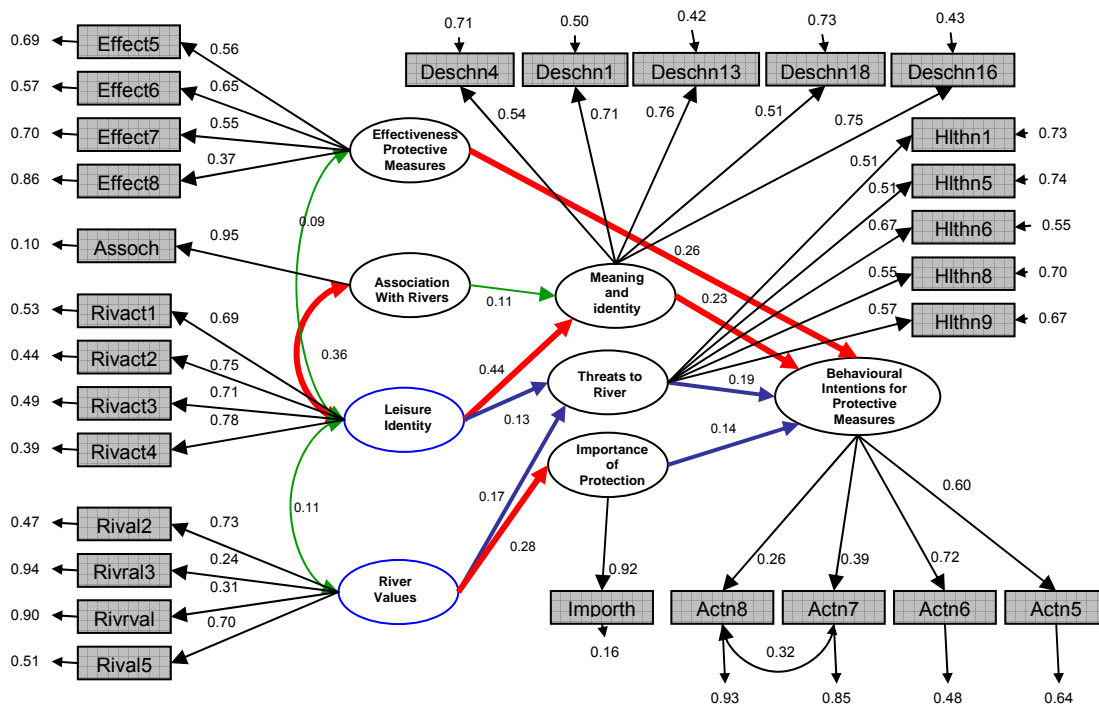 0.71
0.50
0.42
0.73
0.43
0.69
Effect5
0.56
Deschn4
Deschn1
Deschn13
Deschn18
Deschn16
0.57
Effect6
0.65
0.70
Effect7
0.55
0.86
Effect8
0.37
0.54
0.71
0.76
0.51
0.75
Effectiveness
Protective
Measures
Hlthn1
0.73
0.51
Hlthn5
0.74
0.51
Hlthn6
0.55
0.67
Hlthn8
0.70
0.55
Hlthn9
0.67
0.57
0.09
0.26
0.10
Assoch
0.95
Association
With Rivers
0.11
Meaning
and
identity
0.23
0.53
Rivact1
0.69
0.44
Rivact2
0.75
0.49
Rivact3
0.71
0.39
Rivact4
0.78
0.36
0.44
Leisure
Identity
0.13
Threats to
River
0.19
Behavioural
Intentions for
Protective
Measures
Importance
of
Protection
0.14
0.17
0.28
0.11
0.47
Rival2
0.73
0.94
Rivral3
0.24
0.90
Rivrval
0.31
0.51
Rival5
0.70
River
Values
0.92
0.26
0.39
0.72
0.60
Importh
Actn8
Actn7
Actn6
Actn5
0.16
0.32
0.93
0.85
0.48
0.64